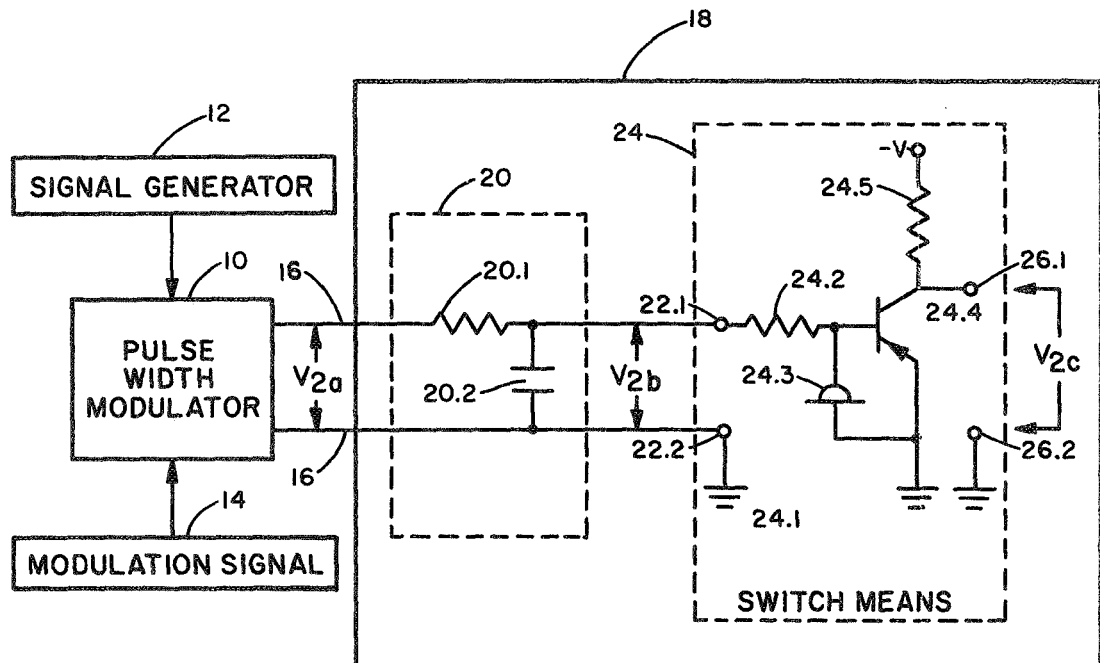 18
12
SIGNAL GENERATOR
10
PULSE
WIDTH
MODULATOR
14
MODULATION SIGNAL
16
V2a
16
20
20.1
20.2
V2b
22.1
22.2
24
-V
24.5
24.2
24.3
24.4
24.1
26.1
V2c
26.2
SWITCH MEANS